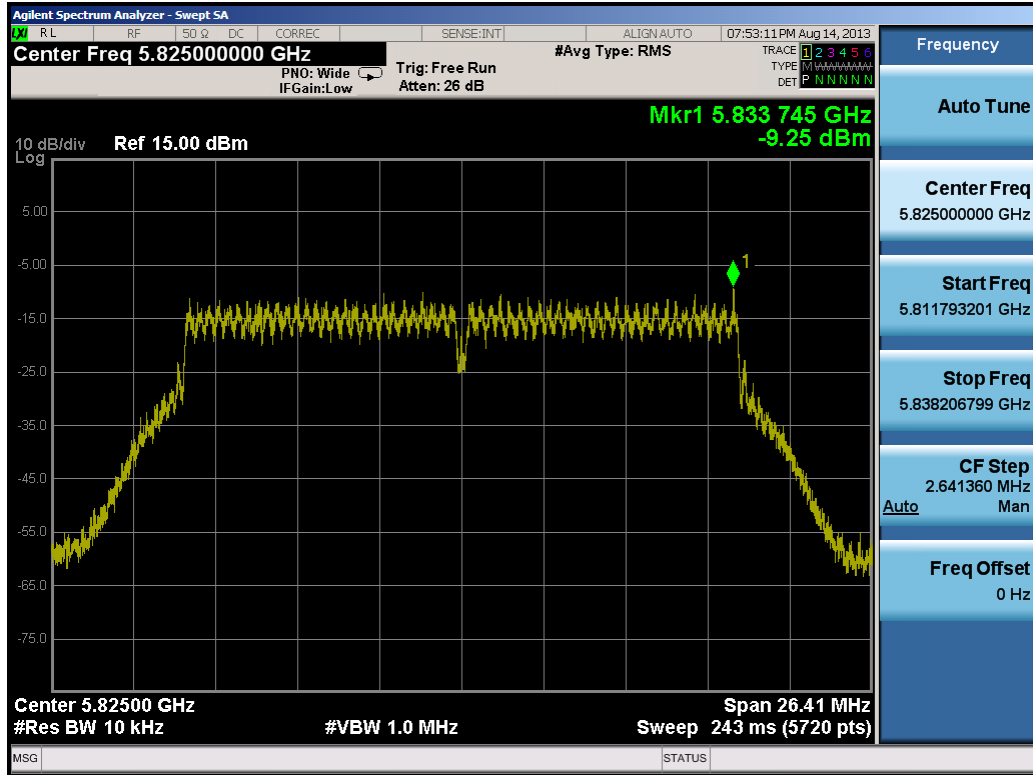 Agilent Spectrum Analyzer - Swept SA
LXI RL RF 50 Ω DC CORREC SENSE:INT ALIGNAUTO 07:53:11 PM Aug 14, 2013
Center Freq 5.825000000 GHz
PNO: Wide
IFGain:Low
Trig: Free Run
Atten: 26 dB
#Avg Type: RMS
TRACE 1 2 3 4 5 6
TYPE M WWWWW
DET P N N N N N
Mkr1 5.833 745 GHz
-9.25 dBm
10 dB/div Ref 15.00 dBm
Log
1
5.00
-5.00
-15.0
-25.0
-35.0
-45.0
-55.0
-65.0
-75.0
Center 5.82500 GHz Span 26.41 MHz
#Res BW 10 kHz #VBW 1.0 MHz Sweep 243 ms (5720 pts)
MSG STATUS
Frequency
Auto Tune
Center Freq
5.825000000 GHz
Start Freq
5.811793201 GHz
Stop Freq
5.838206799 GHz
CF Step
2.641360 MHz
Auto Man
Freq Offset
0 Hz